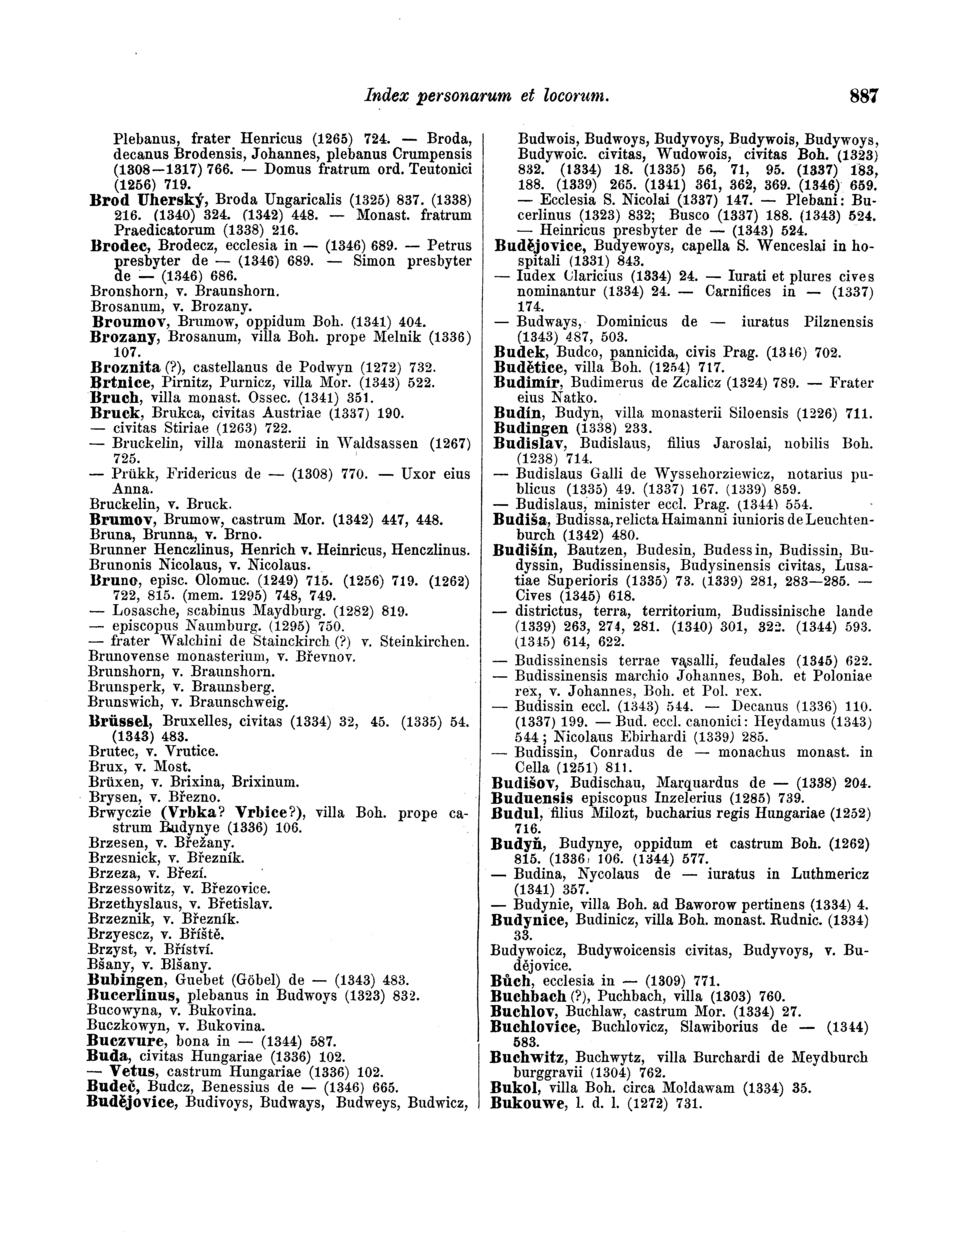 Index personarum et locorum. 887
Plebanus, frater Henricus (1265) 724. — Broda,
decanus Brodensis, Johannes, plebanus Crumpensis
(1308—1317) 766. — Domus fratrum ord. Teutonici
(1256) 719.
Brod Uherský, Broda Ungaricalis (1325) 837. (1338)
216. (1340) 324. (1342) 448. — Monast. fratrum
Praedicatorum (1338) 216.
Brodec, Brodecz, ecclesia in — (1346) 689. — Petrus
presbyter de — (1346) 689. — Simon presbyter
de — (1346) 686.
Bronshorn, v. Braunshorn.
Brosanum, v. Brozany.
Broumov, Brumow, oppidum Boh. (1341) 404.
Brozany, Brosanum, villa Boh. prope Melnik (1336)
107.
Broznita (?), castellanus de Podwyn (1272) 732.
Brtnice, Pirnitz, Purnicz, villa Mor. (1343) 522.
Bruch, villa monast. Ossec. (1341) 351.
Bruck, Brukca, civitas Austriae (1337) 190.
— civitas Stiriae (1263) 722.
— Bruckelin, villa monasterii in Waldsassen (1267)
725.
— Prükk, Fridericus de — (1308) 770. — Uxor eius
Anna.
Bruckelin, v. Bruck.
Brumov, Brumow, castrum Mor. (1342) 447, 448.
Bruna, Brunna, v. Brno.
Brunner Henczlinus, Henrich v. Heinricus, Henczlinus.
Brunonis Nicolaus, v. Nicolaus.
Bruno, episc. Olomuc. (1249) 715. (1256) 719. (1262)
722, 815. (mem. 1295) 748, 749.
— Losasche, scabinus Maydburg. (1282) 819.
— episcopus Naumburg. (1295) 750.
— frater Walchini de Stainckirch (?) v. Steinkirchen.
Brunovense monasterium, v. Břevnov.
Brunshorn, v. Braunshorn.
Brunsperk, v. Braunsberg.
Brunswich, v. Braunschweig.
Brüssel, Bruxelles, civitas (1334) 32, 45. (1335) 54.
(1343) 483.
Brutec, v. Vrutice.
Brux, v. Most.
Brüxen, v. Brixina, Brixinum.
Brysen, v. Březno.
Brwyczie (Vrbka? Vrbice?), villa Boh. prope ca-
strum Budynye (1336) 106.
Brzesen, v. Břežany.
Brzesnick, v. Březník.
Brzeza, v. Březí.
Brzessowitz, v. Březovice.
Brzethyslaus, v. Břetislav.
Brzeznik, v. Březník.
Brzyescz, v. Bříště.
Brzyst, v. Bříství.
Bšany, v. Blšany.
Bubingen, Guebet (Göbel) de — (1343) 483.
Bucerlinus, plebanus in Budwoys (1323) 832.
Bucowyna, v. Bukovina.
Buczkowyn, v. Bukovina.
Buczvure, bona in — (1344) 587.
Buda, civitas Hungariae (1336) 102.
— Vetus, castrum Hungariae (1336) 102.
Budeč, Budcz, Benessius de — (1346) 665.
Budějovice, Budivoys, Budways, Budweys, Budwicz,
Budwois, Budwoys, Budyvoys, Budywois, Budywoys,
Budywoic. civitas, Wudowois, civitas Boh. (1323)
832. (1334) 18. (1335) 56, 71, 95. (1337) 183,
188. (1339) 265. (1341) 361, 362, 369. (1346) 659.
— Ecclesia S. Nicolai (1337) 147. — Plebani: Bu-
cerlinus (1323) 832; Busco (1337) 188. (1343) 524.
— Heinricus presbyter de — (1343) 524.
Budějovice, Budyewoys, capella S. Wenceslai in ho-
spitali (1331) 843.
— Iudex Claricius (1334) 24. — Iurati et plures cives
nominantur (1334) 24. — Carnifices in — (1337)
174.
— Budways, Dominicus de — iuratus Pilznensis
(1343) 487, 503.
Budek, Budco, pannicida, civis Prag. (1346) 702.
Budětice, villa Boh. (1254) 717.
Budimír, Budimerus de Zcalicz (1324) 789. — Frater
eius Natko.
Budín, Budyn, villa monasterii Siloensis (1226) 711.
Budingen (1338) 233.
Budislav, Budislaus, filius Jaroslai, nobilis Boh.
(1238) 714.
— Budislaus Galli de Wyssehorziewicz, notarius pu-
blicus (1335) 49. (1337) 167. (1339) 859.
— Budislaus, minister eccl. Prag. (1344) 554.
Budiša, Budissa, relicta Haimanni iunioris de Leuchten-
burch (1342) 480.
Budišín, Bautzen, Budesin, Budessin, Budissin, Bu-
dyssin, Budissinensis, Budysinensis civitas, Lusa-
tiae Superioris (1335) 73. (1339) 281, 283—285. —
Cives (1345) 618.
— districtus, terra, territorium, Budissinische lande
(1339) 263, 274, 281. (1340) 301, 322. (1344) 593.
(1345) 614, 622.
— Budissinensis terrae vasalli, feudales (1345) 622.
— Budissinensis marchio Johannes, Boh. et Poloniae
rex, v. Johannes, Boh. et Pol. rex.
— Budissin eccl. (1343) 544. — Decanus (1336) 110.
(1337) 199. — Bud. eccl. canonici: Heydamus (1343)
544; Nicolaus Ebirhardi (1339) 285.
— Budissin, Conradus de — monachus monast. in
Cella (1251) 811.
Budišov, Budischau, Marquardus de — (1338) 204.
Buduensis episcopus Inzelerius (1285) 739.
Budul, filius Milozt, bucharius regis Hungariae (1252)
716.
Budyň, Budynye, oppidum et castrum Boh. (1262)
815. (1336) 106. (1344) 577.
— Budina, Nycolaus de — iuratus in Luthmericz
(1341) 357.
— Budynie, villa Boh. ad Baworow pertinens (1334) 4.
Budynice, Budinicz, villa Boh. monast. Rudnic. (1334)
33.
Budywoicz, Budywoicensis civitas, Budyvoys, v. Bu-
dějovice.
Bůch, ecclesia in — (1309) 771.
Buchbach (?), Puchbach, villa (1303) 760.
Buchlov, Buchlaw, castrum Mor. (1334) 27.
Buchlovice, Buchlovicz, Slawiborius de — (1344)
583.
Buchwitz, Buchwytz, villa Burchardi de Meydburch
burggravii (1304) 762.
Bukol, villa Boh. circa Moldawam (1334) 35.
Bukouwe, l. d. l. (1272) 731.